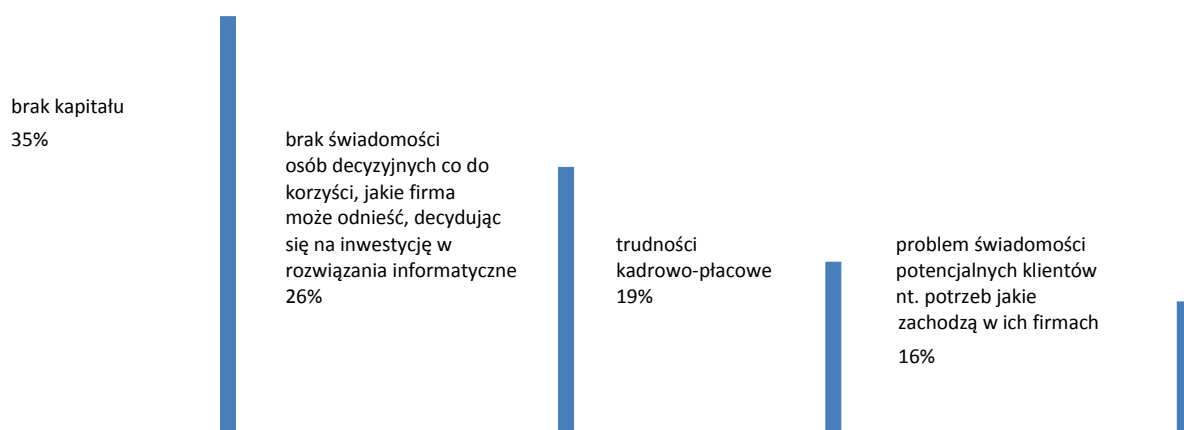 brak kapitału
35%
brak świadomości
osób decyzyjnych co do
korzyści, jakie firma
może odnieść, decydując
się na inwestycję w
rozwiązania informatyczne
26%
trudności
kadrowo-płacowe
19%
problem świadomości
potencjalnych klientów
nt. potrzeb jakie
zachodzą w ich firmach
16%